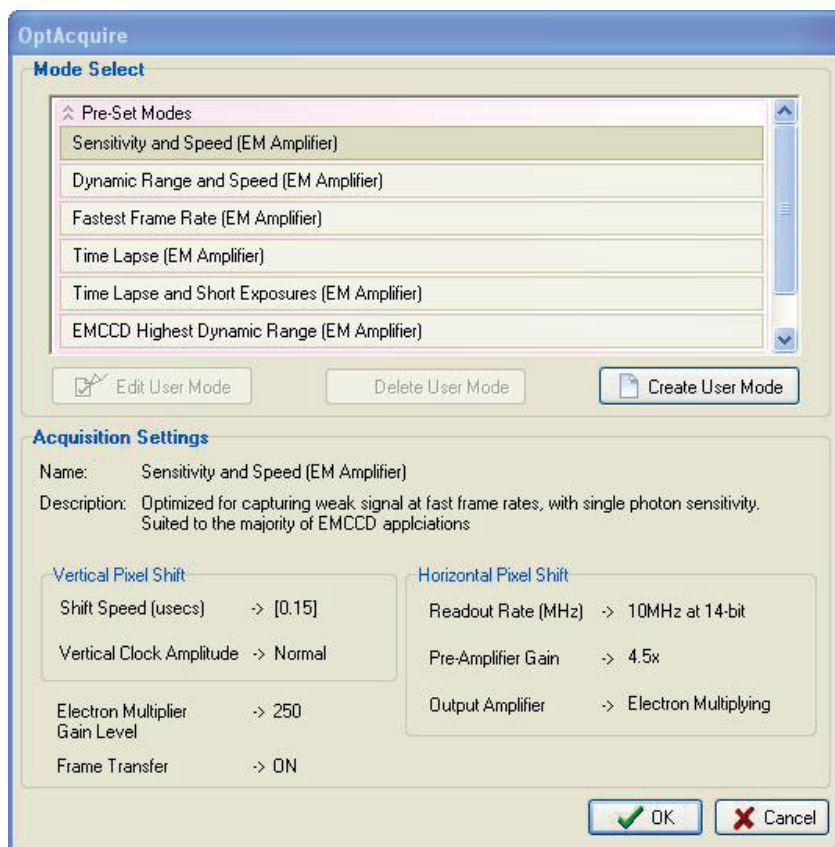 OptAcquire
Mode Select
Pre-Set Modes
Sensitivity and Speed (EM Amplifier)
Dynamic Range and Speed (EM Amplifier)
Fastest Frame Rate (EM Amplifier)
Time Lapse (EM Amplifier)
Time Lapse and Short Exposures (EM Amplifier)
EMCCD Highest Dynamic Range (EM Amplifier)
Edit User Mode
Delete User Mode
Create User Mode
Acquisition Settings
Name: Sensitivity and Speed (EM Amplifier)
Description: Optimized for capturing weak signal at fast frame rates, with single photon sensitivity.
Suited to the majority of EMCCD applciations
Vertical Pixel Shift
Shift Speed (usecs) -> [0.15]
Vertical Clock Amplitude -> Normal
Electron Multiplier -> 250
Gain Level
Frame Transfer -> ON
Horizontal Pixel Shift
Readout Rate (MHz) -> 10MHz at 14-bit
Pre-Amplifier Gain -> 4.5x
Output Amplifier -> Electron Multiplying
OK
Cancel